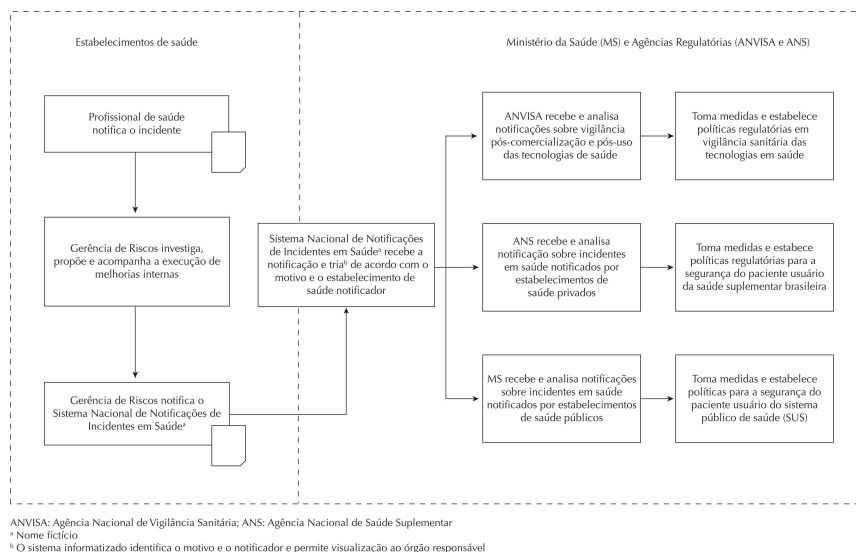 Estabelecimentos de saúde
Ministério da Saúde (MS) e Agências Regulatórias (ANVISA e ANS)
Profissional de saúde
notifica o incidente
Gerência de Riscos investiga,
propõe e acompanha a execução
de melhorias internas
Gerência de Riscos notifica o
Sistema Nacional de Notificações de
Incidentes em Saúdeª
Sistema Nacional de Notificações
de Incidentes em Saúdeª recebe a
notificação e triaᵇ de acordo com o
motivo e o estabelecimento de
saúde notificador
ANVISA recebe e analisa
notificações sobre vigilância
pós-comercialização e pós-uso
das tecnologias de saúde
Toma medidas e estabelece
políticas regulatórias em
vigilância sanitária das
tecnologias em saúde
ANS recebe e analisa
notificação sobre incidentes
em saúde notificados por
estabelecimentos de
saúde privados
Toma medidas e estabece
políticas regulatórias para a
segurança do paciente usuário
da saúde suplementar brasileira
MS recebe e analisa notificações
sobre incidentes em saúde
notificados por estabelecimentos
de saúde públicos
Toma medidas e estabelece
políticas para a segurança do
paciente usuário do sistema
público de saúde (SUS)
ANVISA: Agência Nacional de Vigilância Sanitária; ANS: Agência Nacional de Saúde Suplementar
ª Nome fictício
ᵇ O sistema informatizado identifica o motivo e o notificador e permite visualização ao órgão responsável